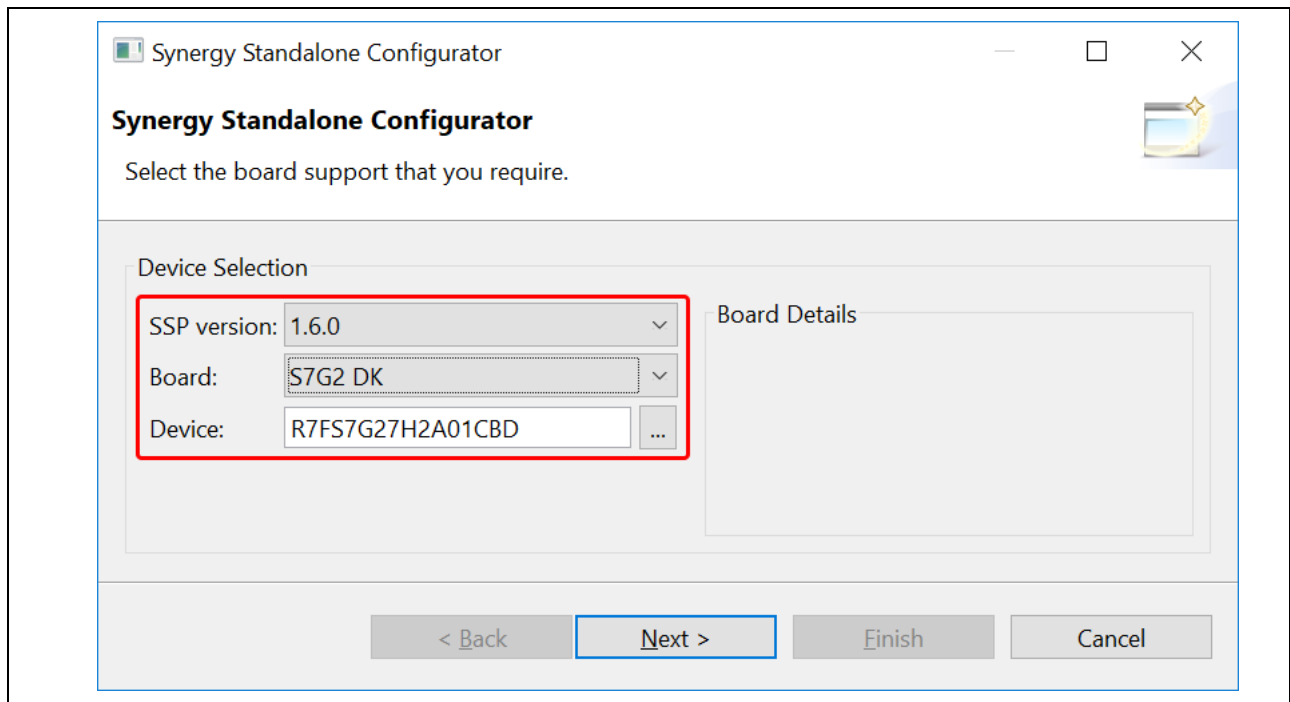 Synergy Standalone Configurator
Synergy Standalone Configurator
Select the board support that you require.
Device Selection
SSP version: 1.6.0
Board: S7G2 DK
Device: R7FS7G27H2A01CBD ...
Board Details
< Back Next > Finish Cancel